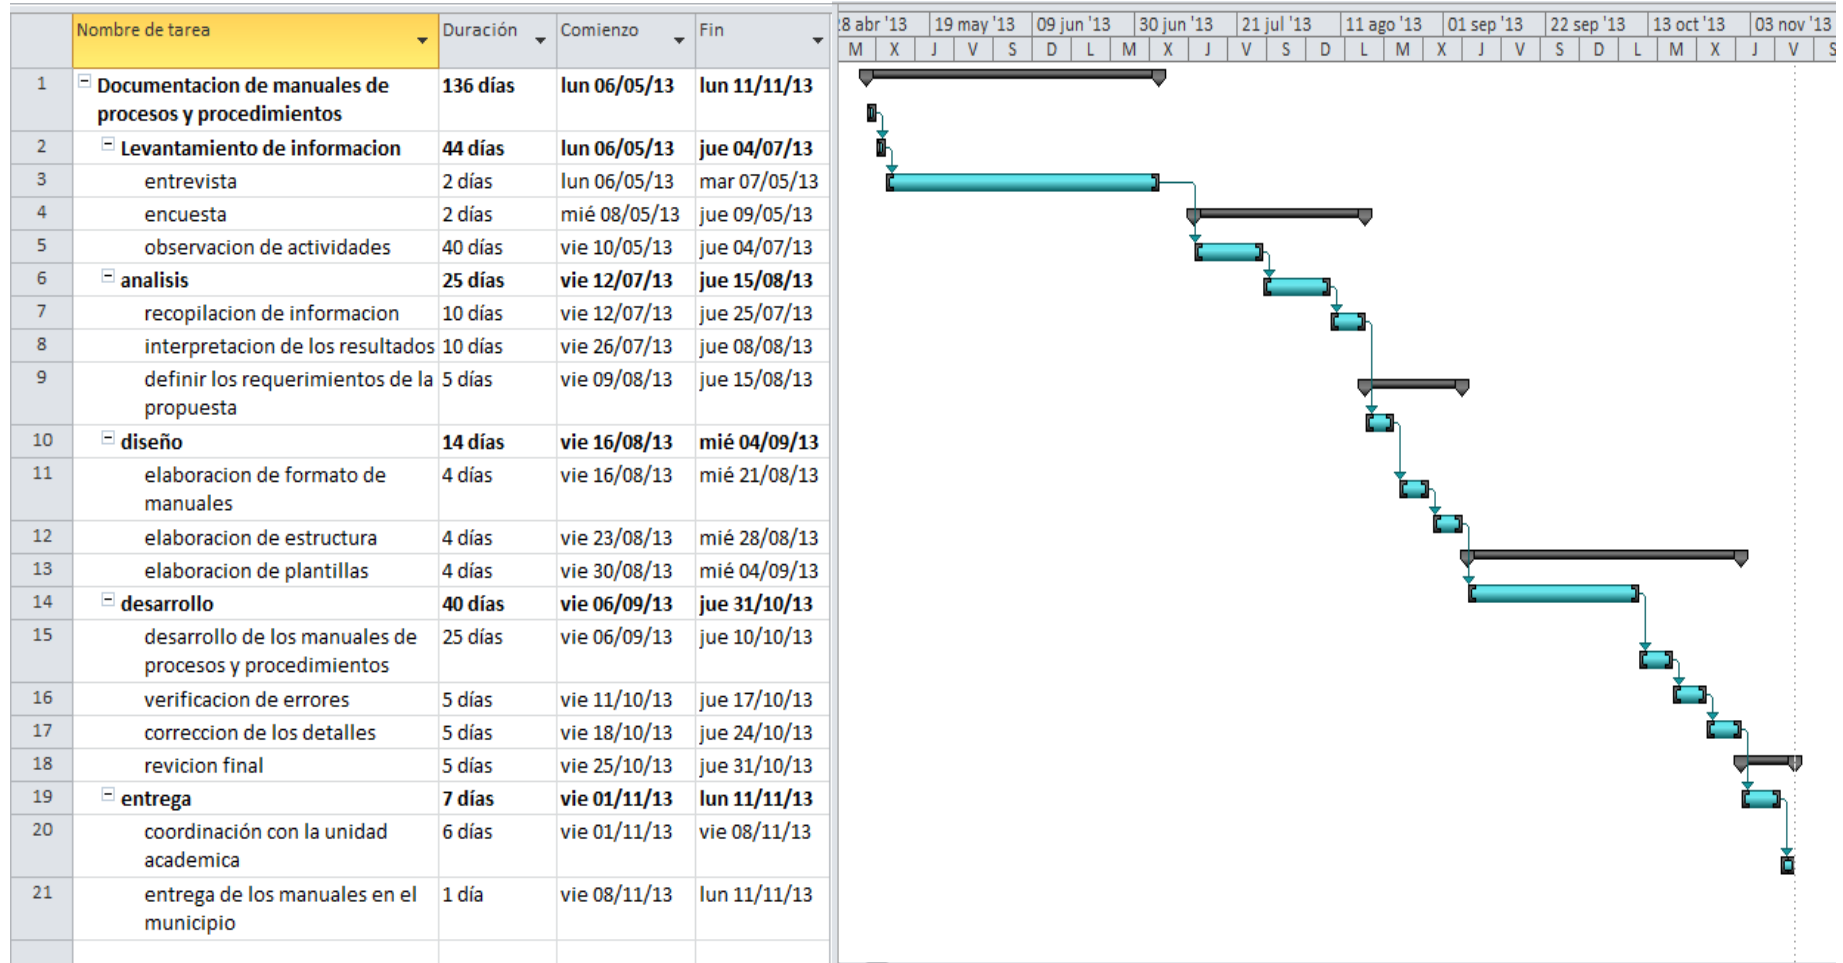 Nombre de tarea Duración Comienzo Fin
8 abr '13 19 may '13 09 jun '13 30 jun '13 21 jul '13 11 ago '13 01 sep '13 22 sep '13 13 oct '13 03 nov '13
M X J V S D L M X J V S D L M X J V S D L M X J V S
1 Documentacion de manuales de 136 días lun 06/05/13 lun 11/11/13
procesos y procedimientos
2 Levantamiento de informacion 44 días lun 06/05/13 jue 04/07/13
3 entrevista 2 días lun 06/05/13 mar 07/05/13
4 encuesta 2 días mié 08/05/13 jue 09/05/13
5 observacion de actividades 40 días vie 10/05/13 jue 04/07/13
6 analisis 25 días vie 12/07/13 jue 15/08/13
7 recopilacion de informacion 10 días vie 12/07/13 jue 25/07/13
8 interpretacion de los resultados 10 días vie 26/07/13 jue 08/08/13
9 definir los requerimientos de la 5 días vie 09/08/13 jue 15/08/13
propuesta
10 diseño 14 días vie 16/08/13 mié 04/09/13
11 elaboracion de formato de 4 días vie 16/08/13 mié 21/08/13
manuales
12 elaboracion de estructura 4 días vie 23/08/13 mié 28/08/13
13 elaboracion de plantillas 4 días vie 30/08/13 mié 04/09/13
14 desarrollo 40 días vie 06/09/13 jue 31/10/13
15 desarrollo de los manuales de 25 días vie 06/09/13 jue 10/10/13
procesos y procedimientos
16 verificacion de errores 5 días vie 11/10/13 jue 17/10/13
17 correccion de los detalles 5 días vie 18/10/13 jue 24/10/13
18 revicion final 5 días vie 25/10/13 jue 31/10/13
19 entrega 7 días vie 01/11/13 lun 11/11/13
20 coordinación con la unidad 6 días vie 01/11/13 vie 08/11/13
academica
21 entrega de los manuales en el 1 día vie 08/11/13 lun 11/11/13
municipio